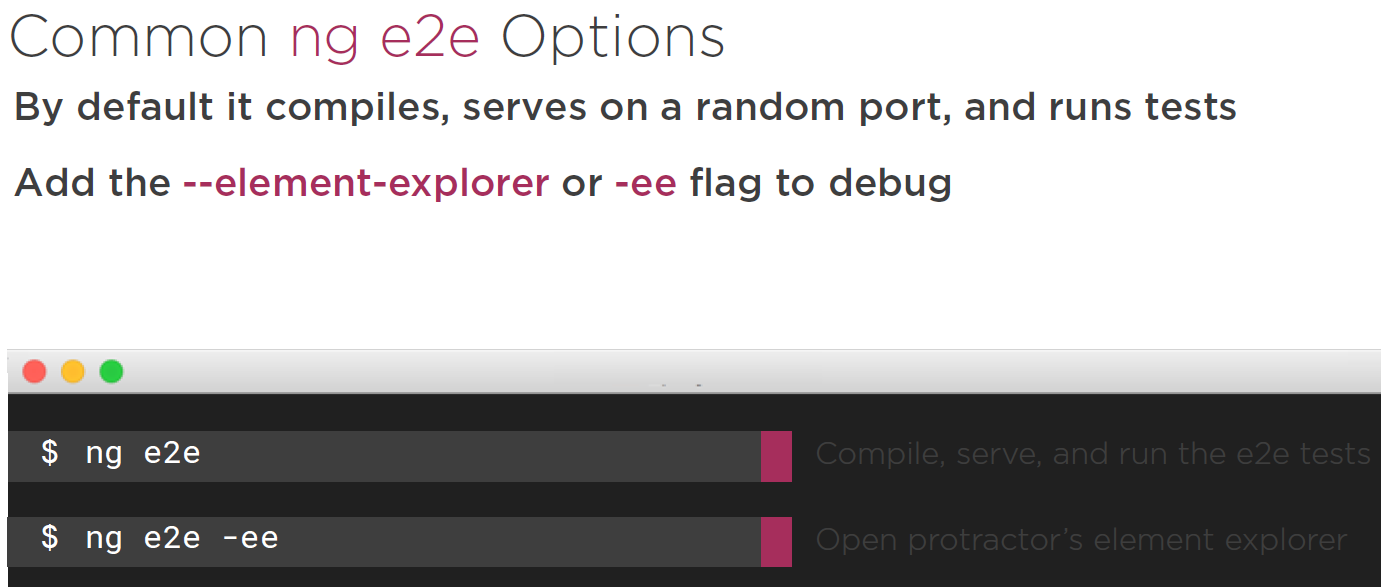 Common ng e2e Options
By default it compiles, serves on a random port, and runs tests
Add the --element-explorer or -ee flag to debug
$ ng e2e
Compile, serve, and run the e2e tests
$ ng e2e -ee
Open protractor’s element explorer